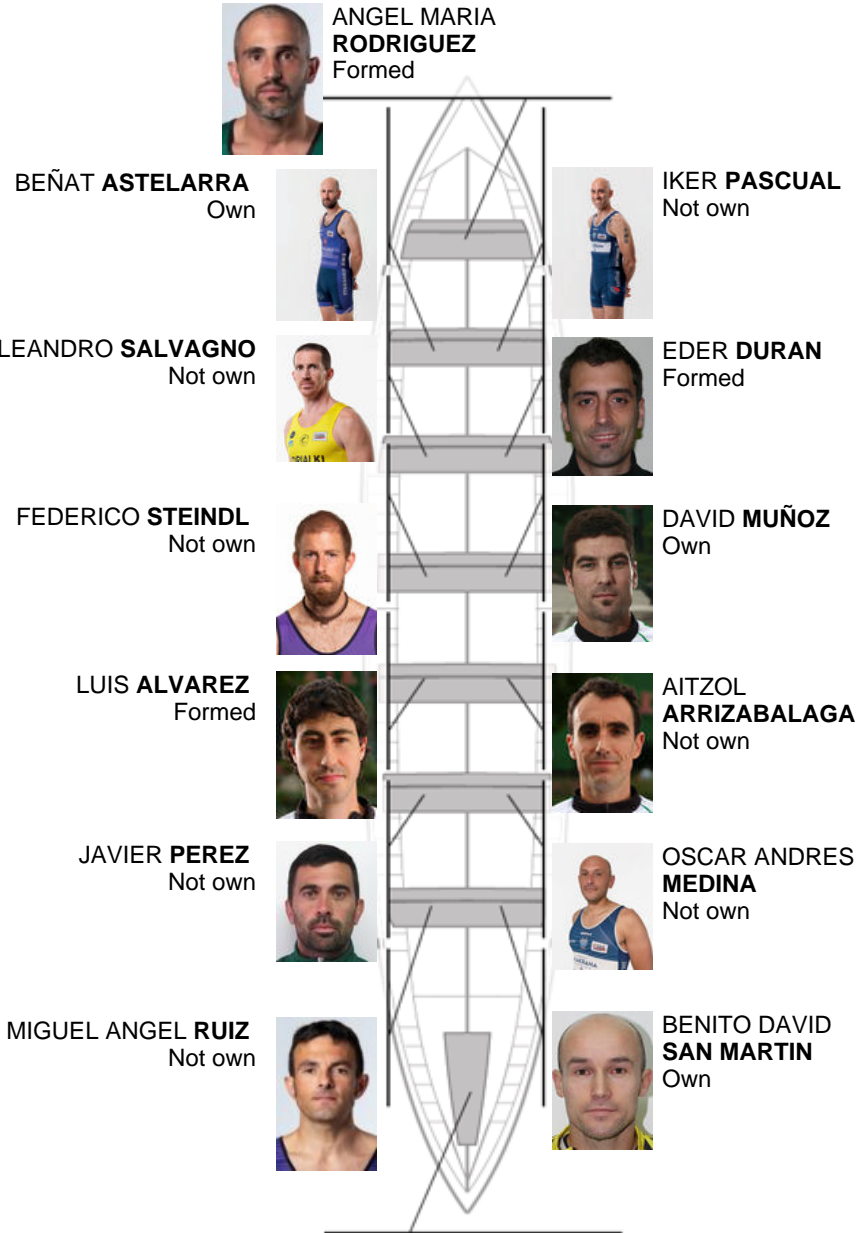 ANGEL MARIA
RODRIGUEZ
Formed
BEÑAT ASTELARRA
Own
IKER PASCUAL
Not own
LEANDRO SALVAGNO
Not own
EDER DURAN
Formed
FEDERICO STEINDL
Not own
DAVID MUÑOZ
Own
LUIS ALVAREZ
Formed
AITZOL
ARRIZABALAGA
Not own
JAVIER PEREZ
Not own
OSCAR ANDRES
MEDINA
Not own
MIGUEL ANGEL RUIZ
Not own
BENITO DAVID
SAN MARTIN
Own